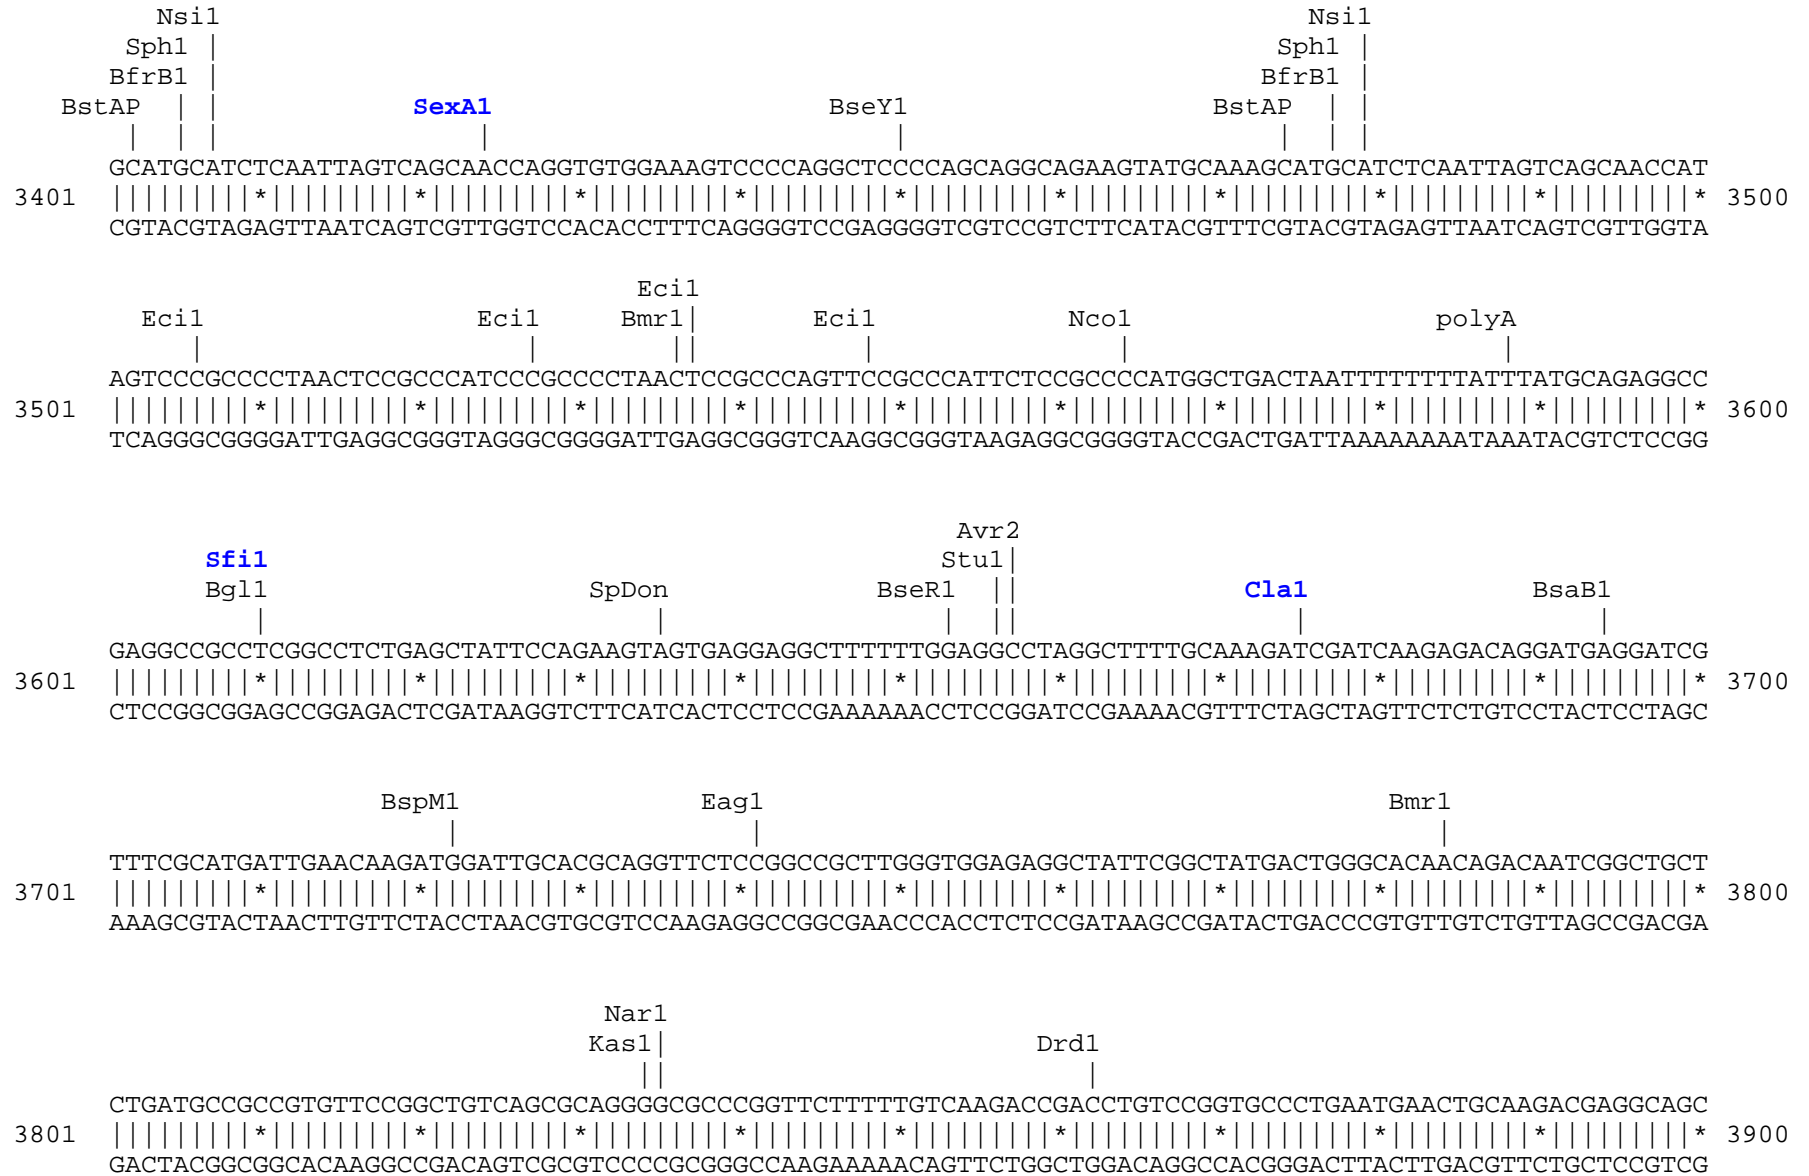 Nsi1 Nsi1
Sph1 Sph1
BfrB1 BfrB1
BstAP SexA1 BseY1 BstAP
GCATGCATCTCAATTAGTCAGCAACCAGGTGTGGAAAGTCCCCAGGCTCCCCAGCAGGCAGAAGTATGCAAAGCATGCATCTCAATTAGTCAGCAACCAT
3401 |||||||||*|||||||||*|||||||||*|||||||||*|||||||||*|||||||||*|||||||||*|||||||||*|||||||||*|||||||||* 3500
CGTACGTAGAGTTAATCAGTCGTTGGTCCACACCTTTCAGGGGTCCGAGGGGTCGTCCGTCTTCATACGTTTCGTACGTAGAGTTAATCAGTCGTTGGTA
Eci1
Eci1 Eci1 Bmr1 Eci1 Nco1 polyA
AGTCCCGCCCCTAACTCCGCCCATCCCGCCCCTAACTCCGCCCAGTTCCGCCCATTCTCCGCCCCATGGCTGACTAATTTTTTTTATTTATGCAGAGGCC
3501 |||||||||*|||||||||*|||||||||*|||||||||*|||||||||*|||||||||*|||||||||*|||||||||*|||||||||*|||||||||* 3600
TCAGGGCGGGGATTGAGGCGGGTAGGGCGGGGATTGAGGCGGGTCAAGGCGGGTAAGAGGCGGGGTACCGACTGATTAAAAAAAATAAATACGTCTCCGG
Avr2
Sfi1 Stu1
Bgl1 SpDon BseR1 Cla1 BsaB1
GAGGCCGCCTCGGCCTCTGAGCTATTCCAGAAGTAGTGAGGAGGCTTTTTTGGAGGCCTAGGCTTTTGCAAAGATCGATCAAGAGACAGGATGAGGATCG
3601 |||||||||*|||||||||*|||||||||*|||||||||*|||||||||*|||||||||*|||||||||*|||||||||*|||||||||*|||||||||* 3700
CTCCGGCGGAGCCGGAGACTCGATAAGGTCTTCATCACTCCTCCGAAAAAACCTCCGGATCCGAAAACGTTTCTAGCTAGTTCTCTGTCCTACTCCTAGC
BspM1 Eag1 Bmr1
TTTCGCATGATTGAACAAGATGGATTGCACGCAGGTTCTCCGGCCGCTTGGGTGGAGAGGCTATTCGGCTATGACTGGGCACAACAGACAATCGGCTGCT
3701 |||||||||*|||||||||*|||||||||*|||||||||*|||||||||*|||||||||*|||||||||*|||||||||*|||||||||*|||||||||* 3800
AAAGCGTACTAACTTGTTCTACCTAACGTGCGTCCAAGAGGCCGGCGAACCCACCTCTCCGATAAGCCGATACTGACCCGTGTTGTCTGTTAGCCGACGA
Nar1
Kas1 Drd1
CTGATGCCGCCGTGTTCCGGCTGTCAGCGCAGGGGCGCCCGGTTCTTTTTGTCAAGACCGACCTGTCCGGTGCCCTGAATGAACTGCAAGACGAGGCAGC
3801 |||||||||*|||||||||*|||||||||*|||||||||*|||||||||*|||||||||*|||||||||*|||||||||*|||||||||*|||||||||* 3900
GACTACGGCGGCACAAGGCCGACAGTCGCGTCCCCGCGGGCCAAGAAAAACAGTTCTGGCTGGACAGGCCACGGGACTTACTTGACGTTCTGCTCCGTCG